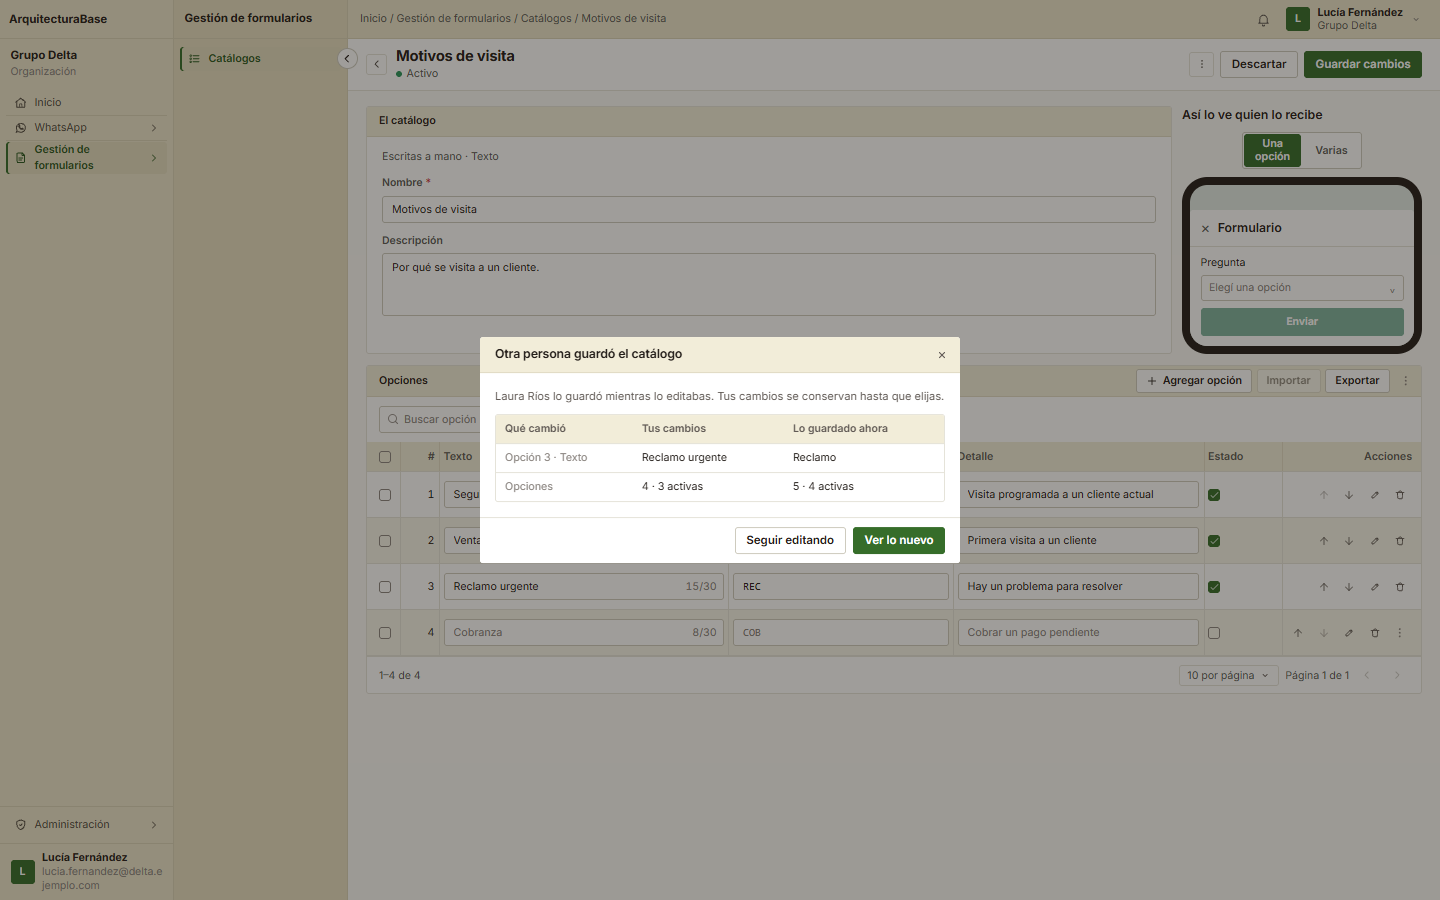 ArquitecturaBase
Grupo Delta
Organización
Inicio
WhatsApp
Gestión de
formularios
Administración
L
Lucía Fernández
lucia.fernandez@delta.e
jemplo.com
Gestión de formularios
Catálogos
Inicio / Gestión de formularios / Catálogos / Motivos de visita
L
Lucía Fernández
Grupo Delta
Motivos de visita
Activo
Descartar
Guardar cambios
El catálogo
Escritas a mano · Texto
Nombre *
Motivos de visita
Descripción
Por qué se visita a un cliente.
Así lo ve quien lo recibe
Una
opción
Varias
Formulario
Pregunta
Elegí una opción
Enviar
Otra persona guardó el catálogo
Laura Ríos lo guardó mientras lo editabas. Tus cambios se conservan hasta que elijas.
Qué cambió Tus cambios Lo guardado ahora
Opción 3 · Texto Reclamo urgente Reclamo
Opciones 4 · 3 activas 5 · 4 activas
Seguir editando
Ver lo nuevo
Opciones
Agregar opción
Importar
Exportar
Buscar opción
# Texto Detalle Estado Acciones
1 Segu Visita programada a un cliente actual
2 Venta Primera visita a un cliente
3 Reclamo urgente 15/30 REC Hay un problema para resolver
4 Cobranza 8/30 COB Cobrar un pago pendiente
1–4 de 4
10 por página
Página 1 de 1